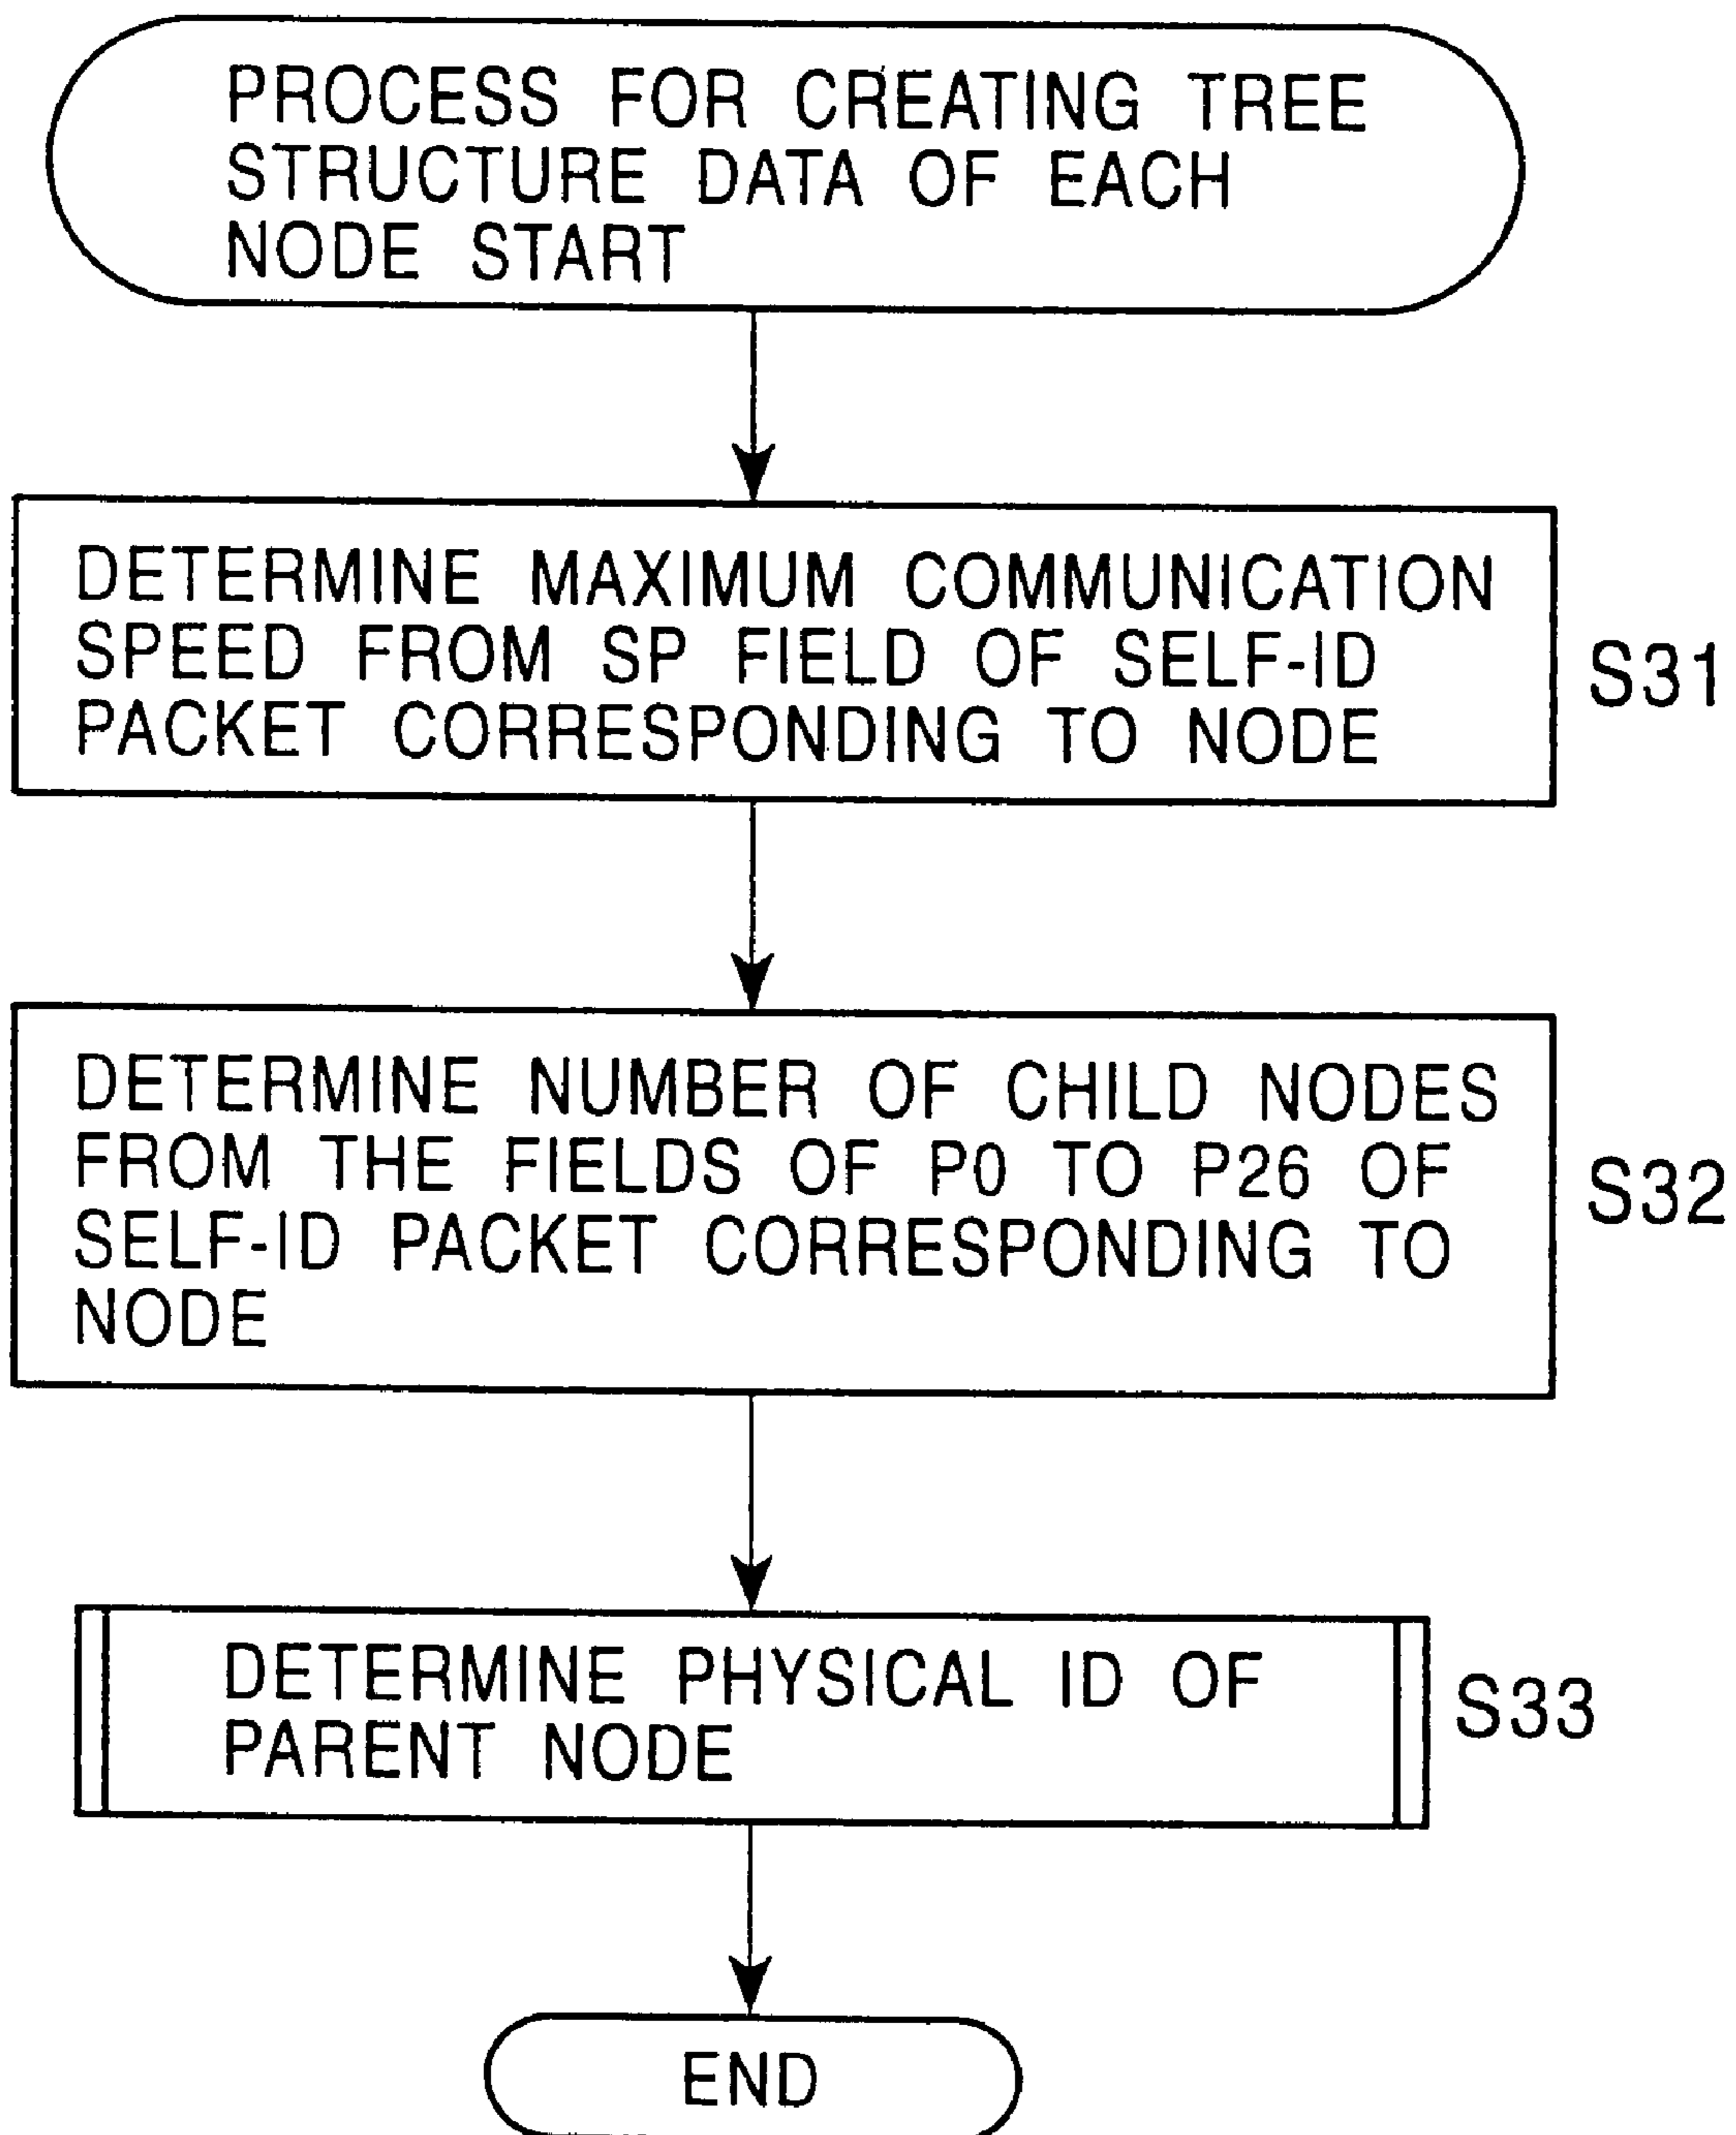 PROCESS FOR CREATING TREE
STRUCTURE DATA OF EACH
NODE START
DETERMINE MAXIMUM COMMUNICATION
SPEED FROM SP FIELD OF SELF-ID
PACKET CORRESPONDING TO NODE
S31
DETERMINE NUMBER OF CHILD NODES
FROM THE FIELDS OF P0 TO P26 OF
SELF-ID PACKET CORRESPONDING TO
NODE
S32
DETERMINE PHYSICAL ID OF
PARENT NODE
S33
END